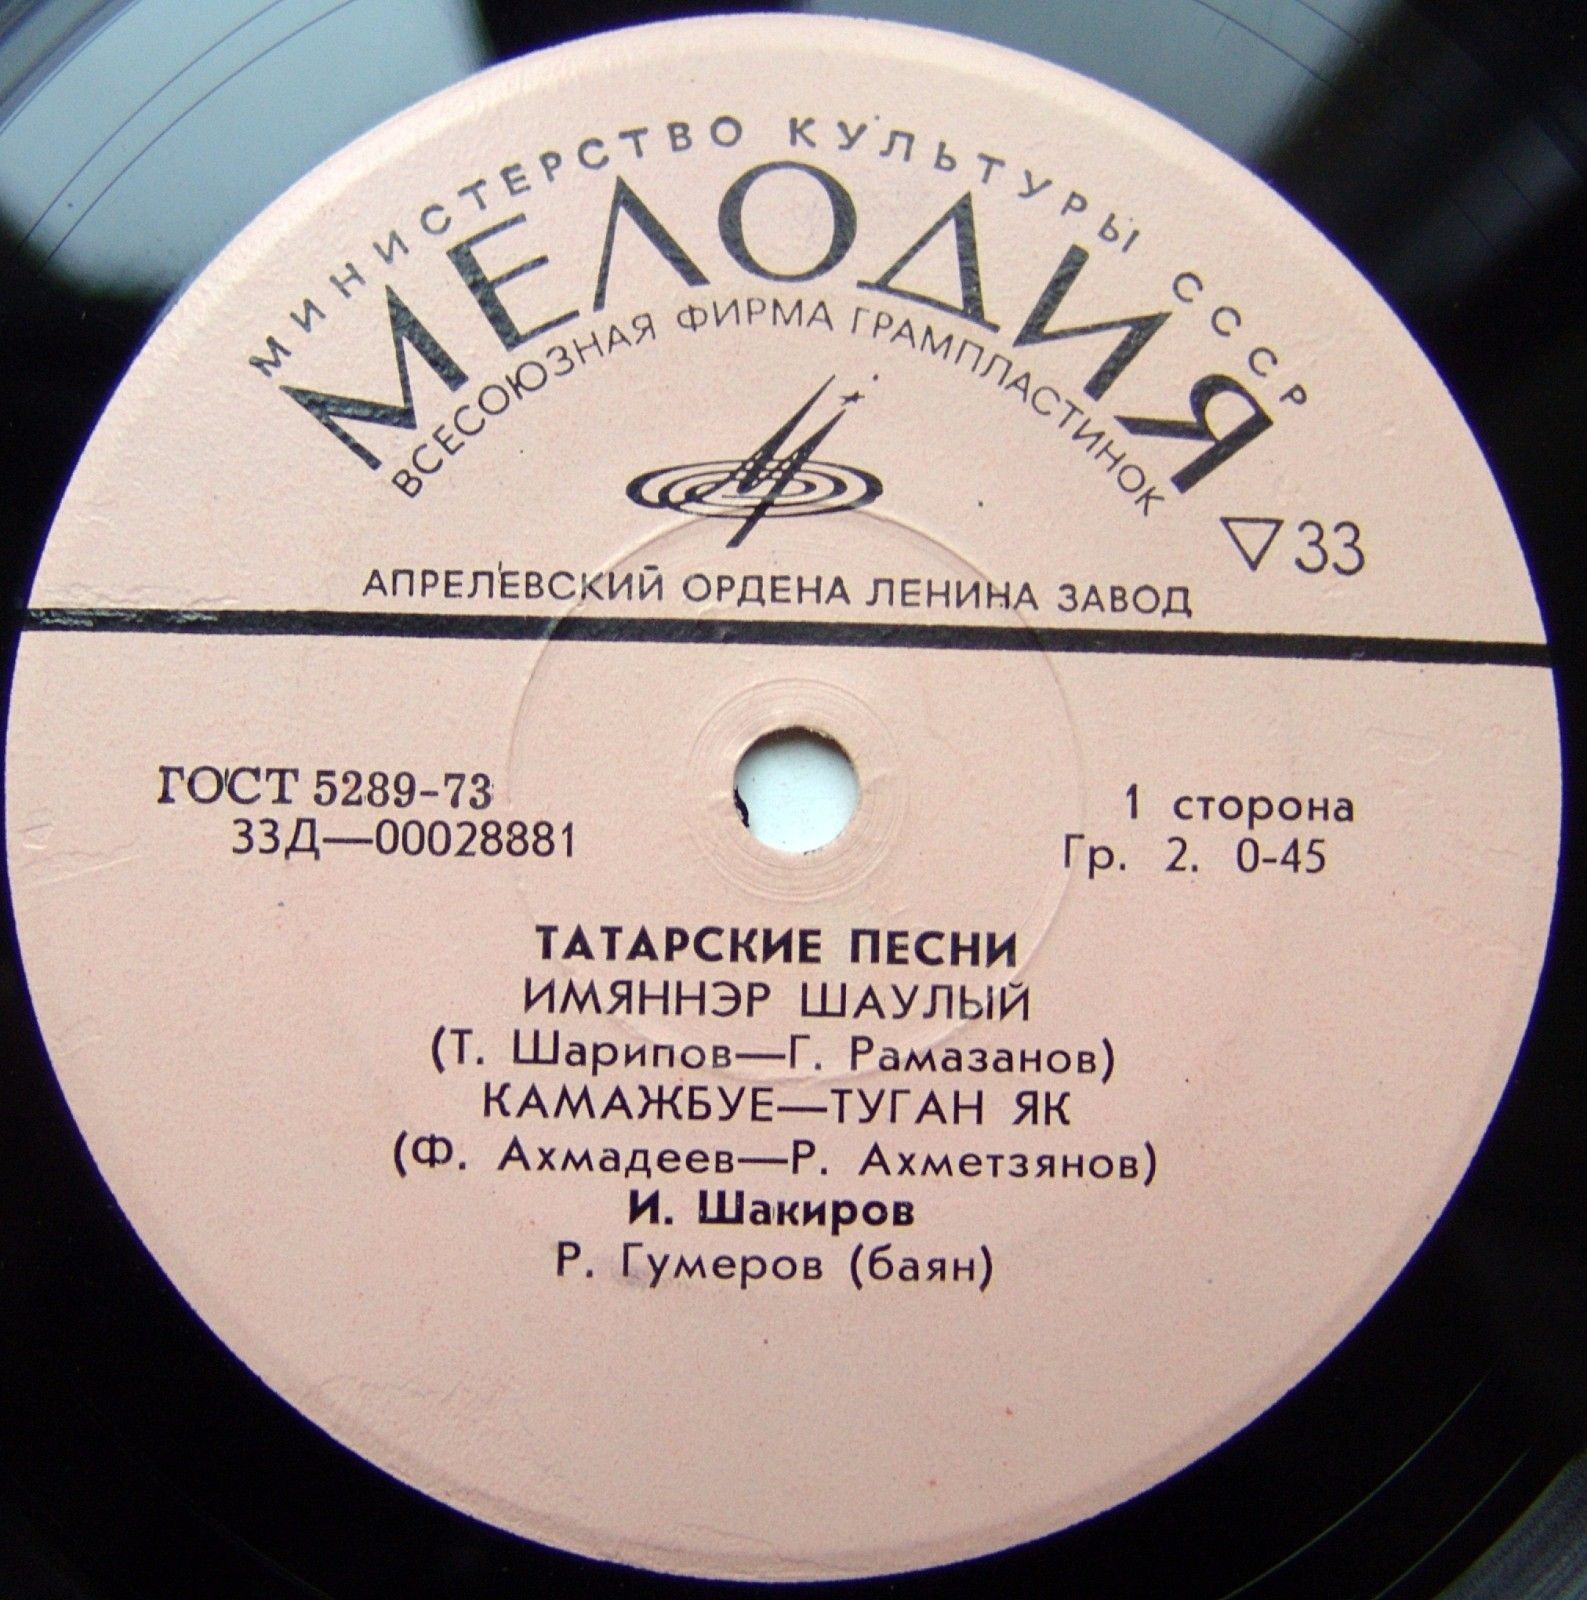 МИНИСТЕРСТВО КУЛЬТУРЫ СССР
МЕЛОДИЯ
ВСЕСОЮЗНАЯ ФИРМА ГРАМПЛАСТИНОК
▽33
АПРЕЛЕВСКИЙ ОРДЕНА ЛЕНИНА ЗАВОД
ГОСТ 5289-73
33Д—00028881
1 сторона
Гр. 2. 0-45
ТАТАРСКИЕ ПЕСНИ
ИМЯННЭР ШАУЛЫЙ
(Т. Шарипов—Г. Рамазанов)
КАМАЖБУЕ—ТУГАН ЯК
(Ф. Ахмадеев—Р. Ахметзянов)
И. Шакиров
Р. Гумеров (баян)